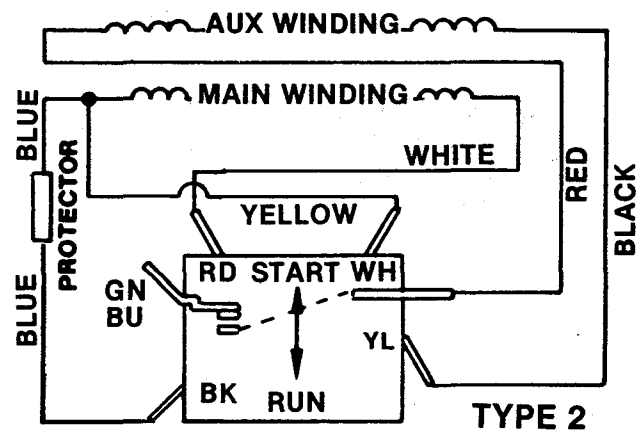 AUX WINDING
MAIN WINDING
BLUE
PROTECTOR
WHITE
RED
BLACK
YELLOW
RD START WH
GN
BU
BLUE
YL
BK
RUN
TYPE 2